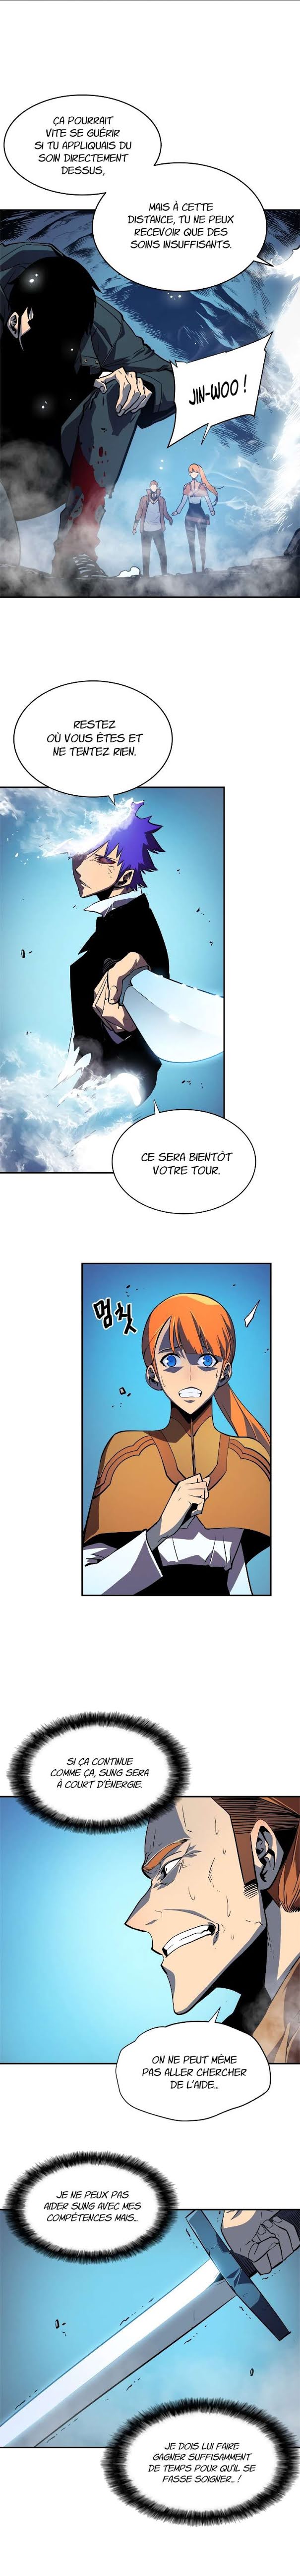 ÇA POURRAIT
VITE SE GUÉRIR
SI TU APPLIQUAIS DU
SOIN DIRECTEMENT
DESSUS,
MAIS À CETTE
DISTANCE, TU NE PEUX
RECEVOIR QUE DES
SOINS INSUFFISANTS.
JIN-WOO !
RESTEZ
OÙ VOUS ÊTES ET
NE TENTEZ RIEN.
CE SERA BIENTÔT
VOTRE TOUR.
멈칫
SI ÇA CONTINUE
COMME ÇA, SUNG SERA
À COURT D'ÉNERGIE.
ON NE PEUT MÊME
PAS ALLER CHERCHER
DE L'AIDE...
JE NE PEUX PAS
AIDER SUNG AVEC MES
COMPÉTENCES MAIS...
JE DOIS LUI FAIRE
GAGNER SUFFISAMMENT
DE TEMPS POUR QU'IL SE
FASSE SOIGNER... !